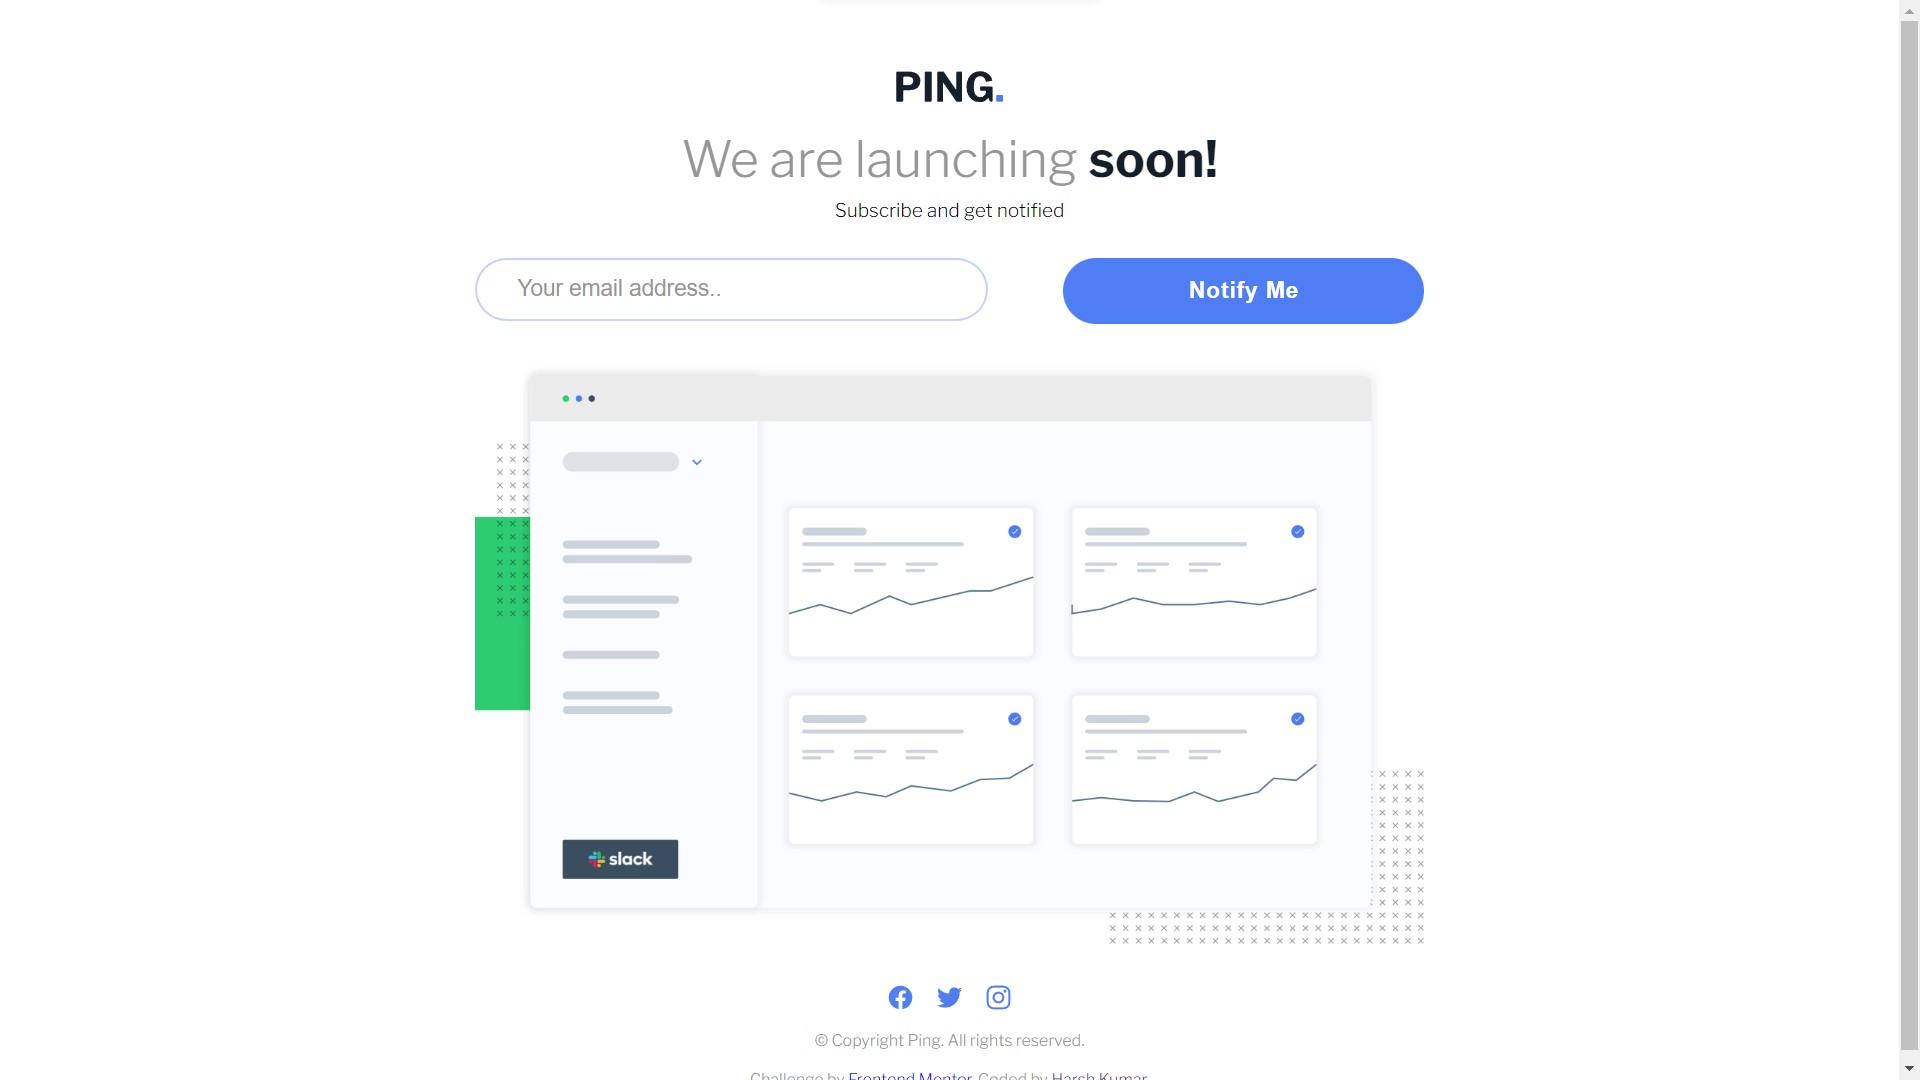 PING.
We are launching soon!
Subscribe and get notified
Your email address..
Notify Me
slack
© Copyright Ping. All rights reserved.
Challenge by Frontend Mentor. Coded by Harsh Kumar.